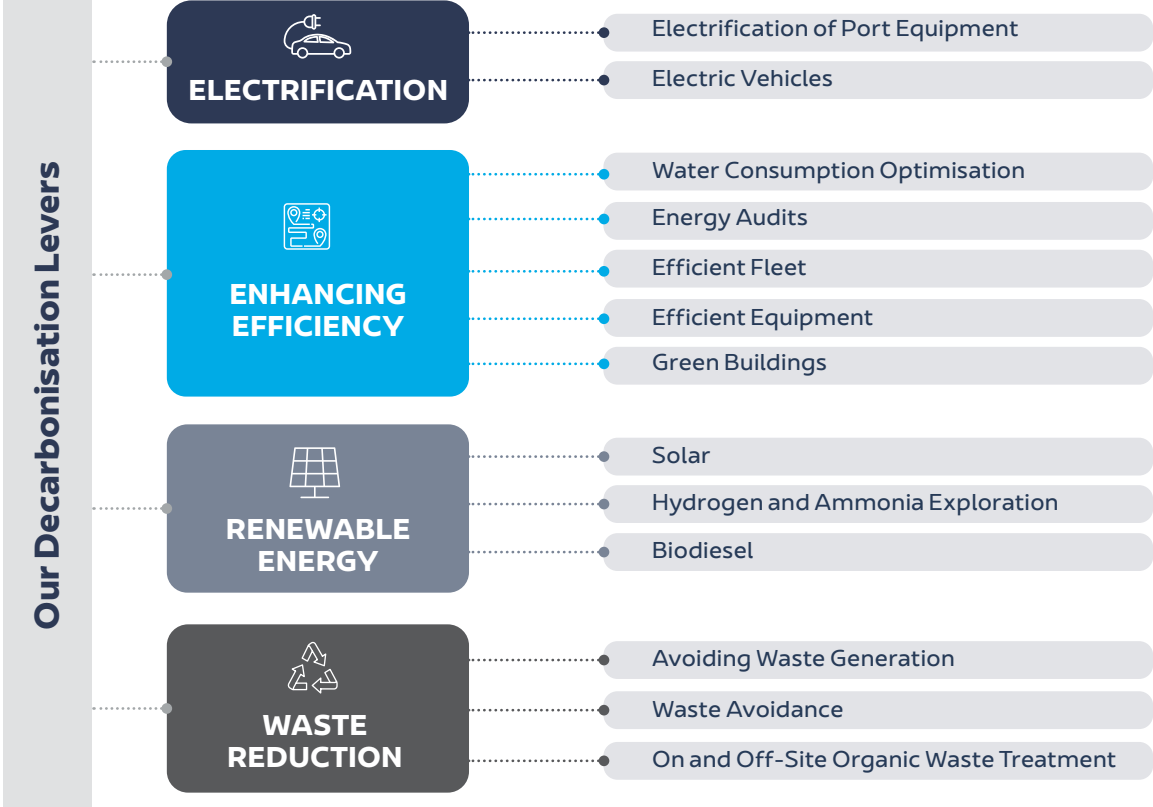 Our Decarbonisation Levers
ELECTRIFICATION
Electrification of Port Equipment
Electric Vehicles
ENHANCING
EFFICIENCY
Water Consumption Optimisation
Energy Audits
Efficient Fleet
Efficient Equipment
Green Buildings
RENEWABLE
ENERGY
Solar
Hydrogen and Ammonia Exploration
Biodiesel
WASTE
REDUCTION
Avoiding Waste Generation
Waste Avoidance
On and Off-Site Organic Waste Treatment